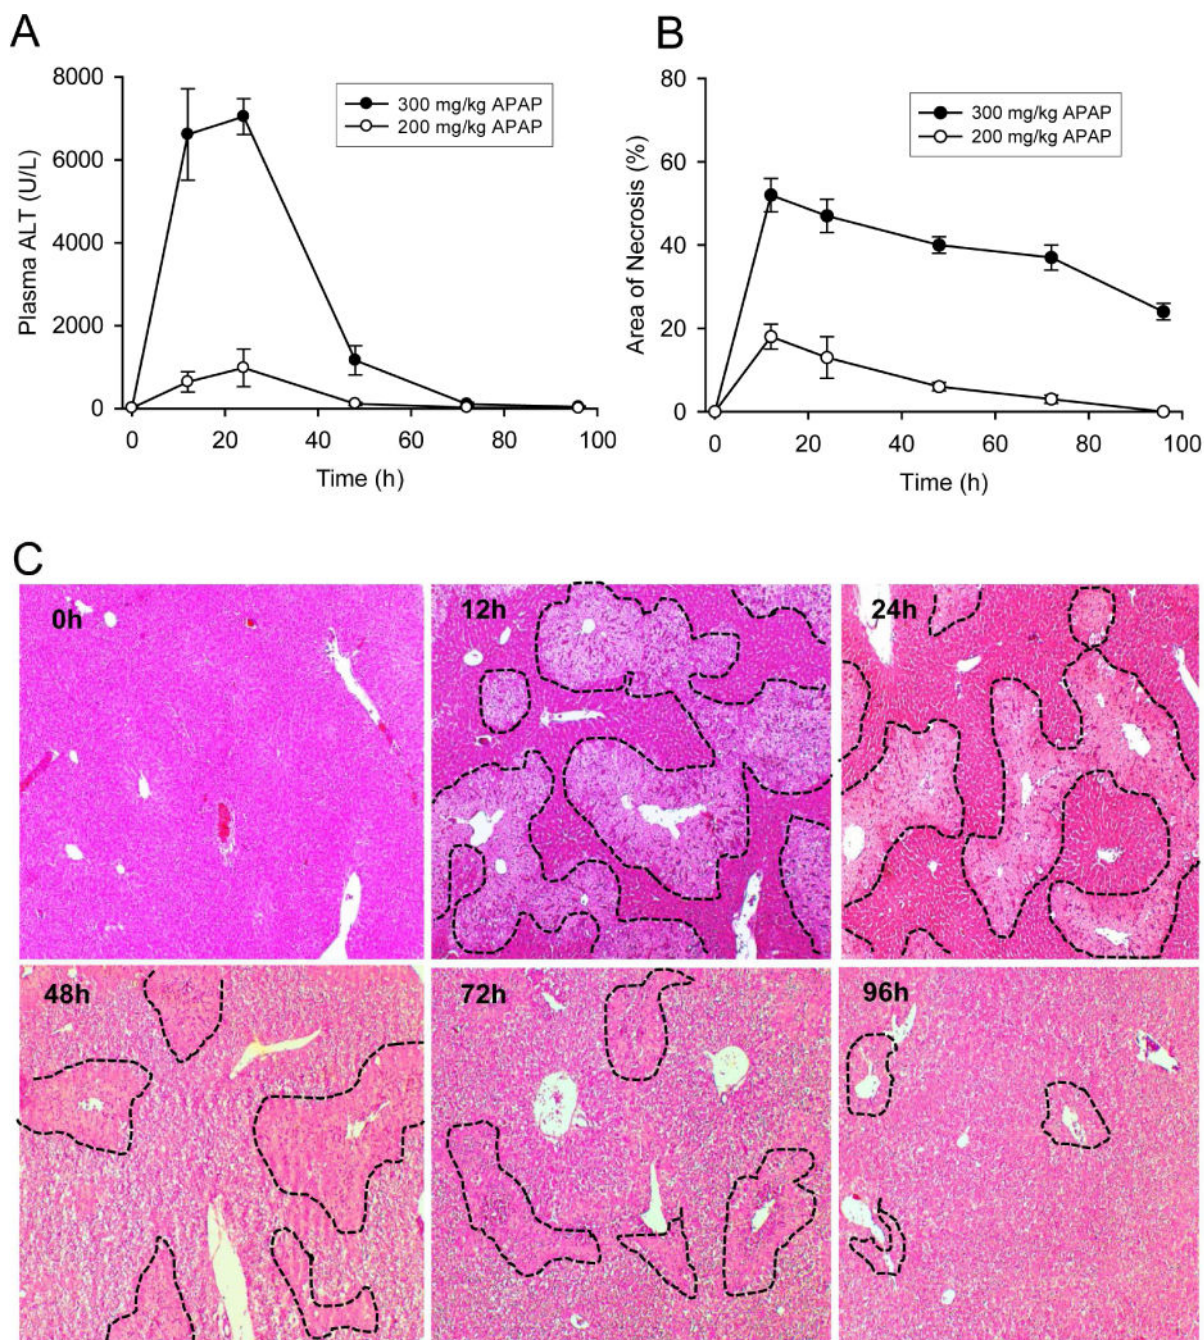 A
Plasma ALT (U/L)
8000
6000
4000
2000
0
300 mg/kg APAP
200 mg/kg APAP
0 20 40 60 80 100
Time (h)
B
Area of Necrosis (%)
80
60
40
20
0
300 mg/kg APAP
200 mg/kg APAP
0 20 40 60 80 100
Time (h)
C
0h
12h
24h
48h
72h
96h